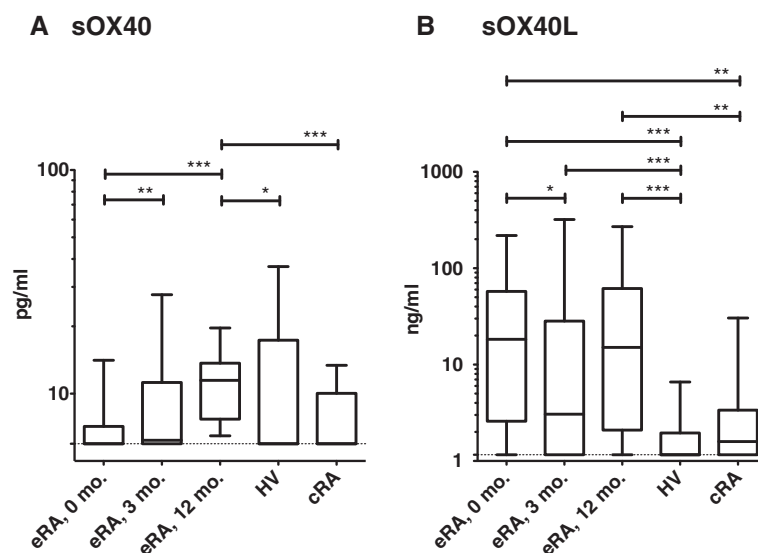 A sOX40
B sOX40L
**
**
***
***
***
***
**
*
*
***
100
10
pg/ml
1000
100
10
1
ng/ml
eRA, 0 mo.
eRA, 3 mo.
eRA, 12 mo.
HV
cRA
eRA, 0 mo.
eRA, 3 mo.
eRA, 12 mo.
HV
cRA